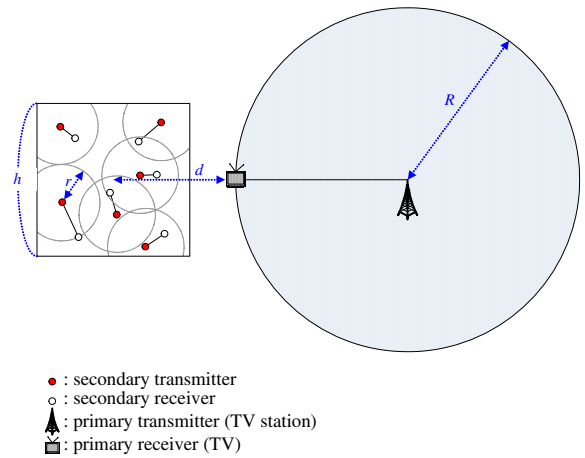 R
d
h
r
: secondary transmitter
: secondary receiver
: primary transmitter (TV station)
: primary receiver (TV)